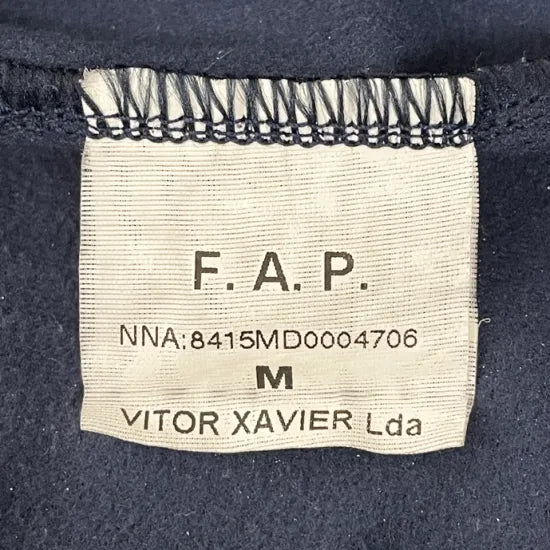 F. A. P.
NNA:8415MD0004706
M
VITOR XAVIER Lda